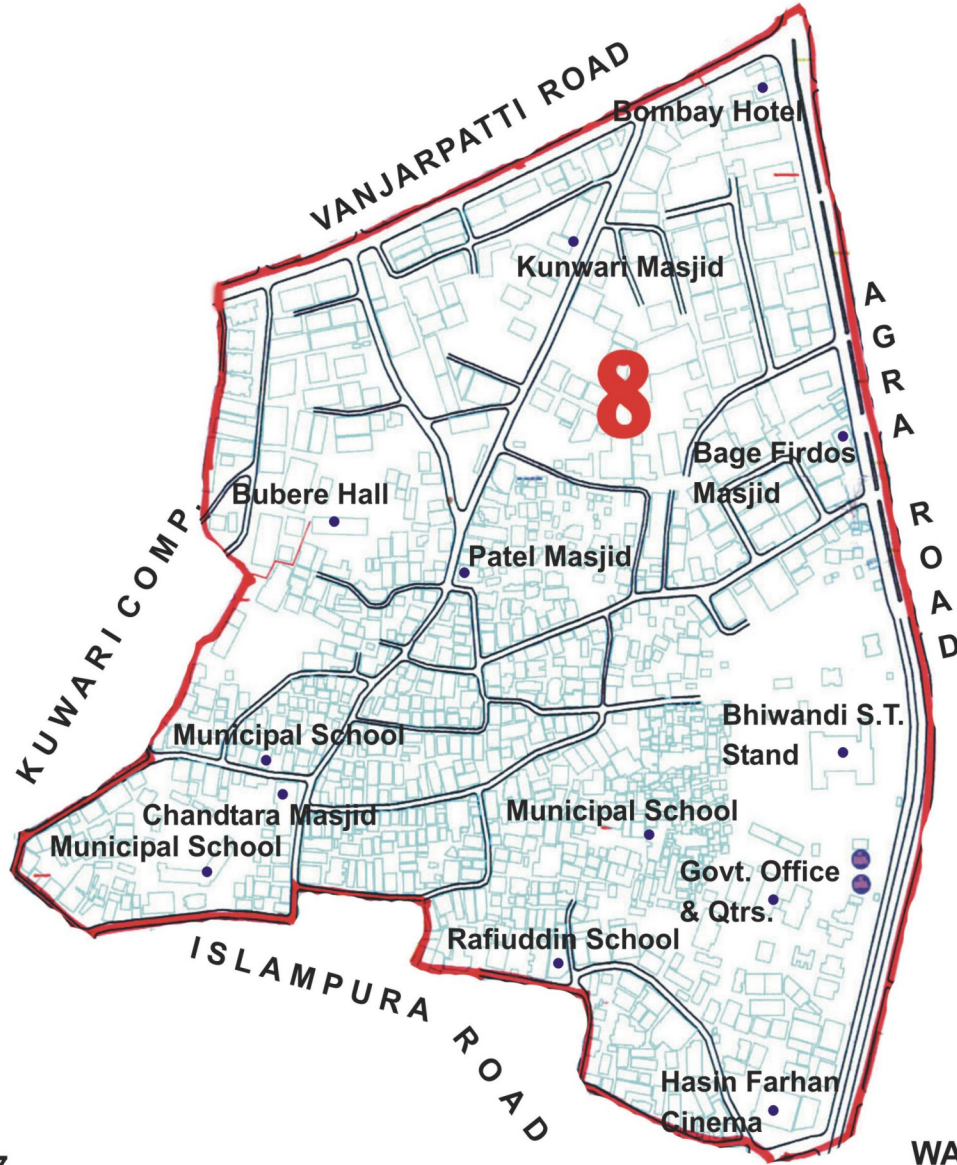 VANJARPATTI ROAD
Bombay Hotel
Kunwari Masjid
AGRA ROAD
8
Bage Firdos
Masjid
Bubere Hall
KUWARI COMP.
Patel Masjid
Bhiwandi S.T.
Stand
Municipal School
Chandtara Masjid
Municipal School
Municipal School
Govt. Office
& Qtrs.
Rafiuddin School
ISLAMPURA ROAD
Hasin Farhan
Cinema
WA